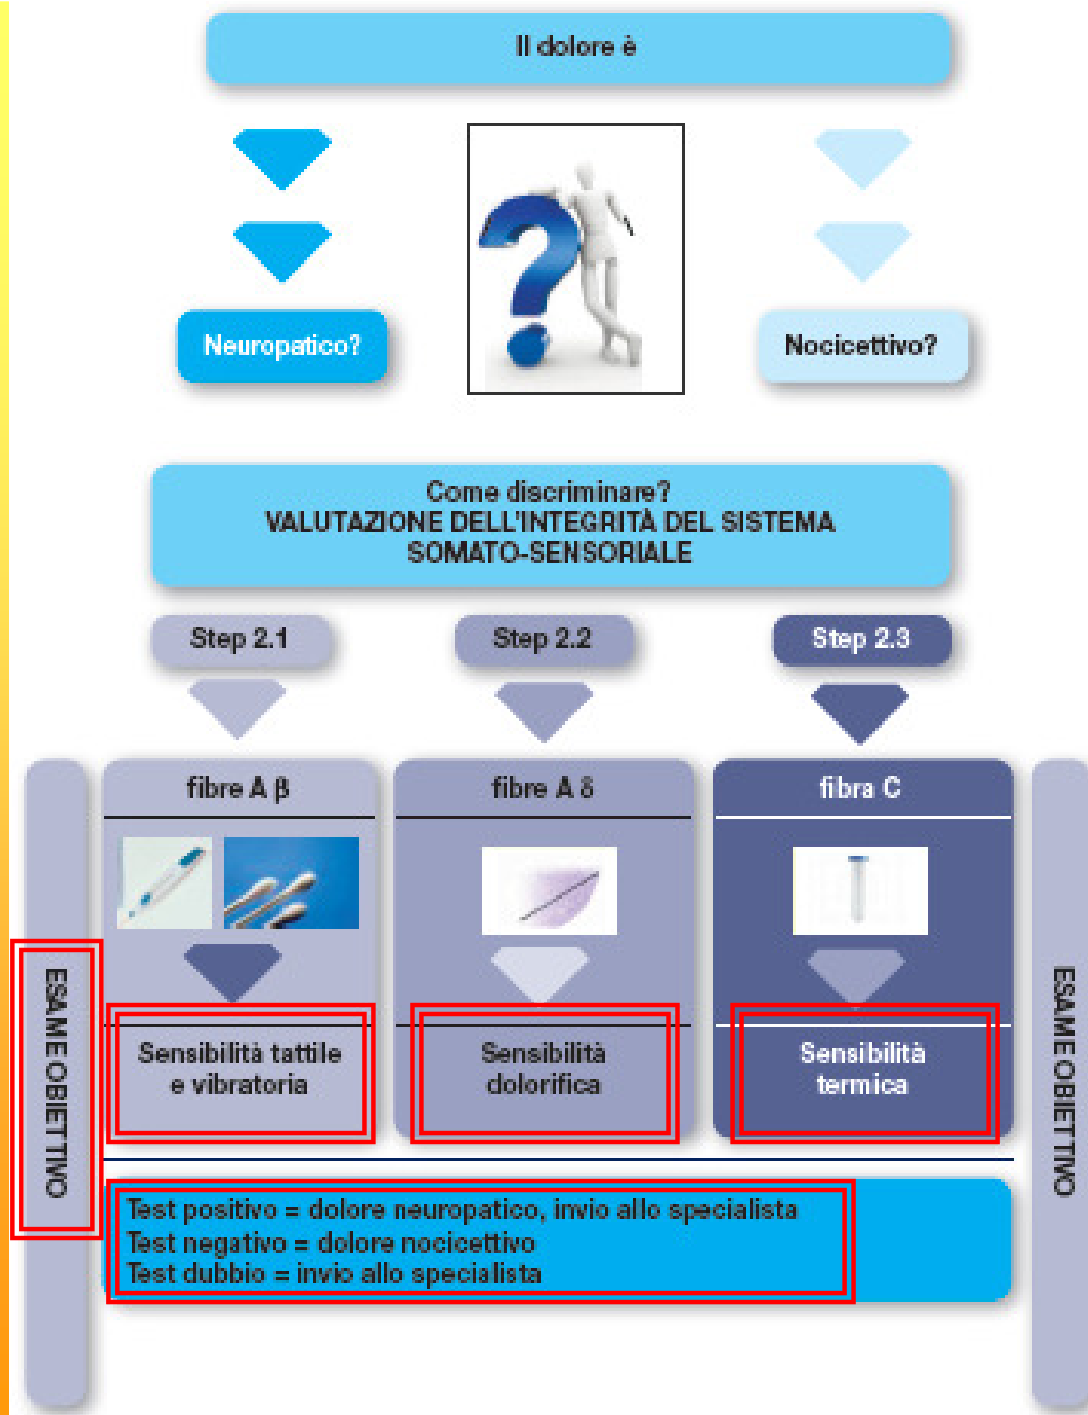 Il dolore è
Neuropatico?
Nocicettivo?
Come discriminare?
VALUTAZIONE DELL'INTEGRITÀ DEL SISTEMA
SOMATO-SENSORIALE
Step 2.1
Step 2.2
Step 2.3
fibre A β
fibre A δ
fibra C
Sensibilità tattile
e vibratoria
Sensibilità
dolorifica
Sensibilità
termica
ESAME OBIETTIVO
ESAME OBIETTIVO
Test positivo = dolore neuropatico, invio allo specialista
Test negativo = dolore nocicettivo
Test dubbio = invio allo specialista